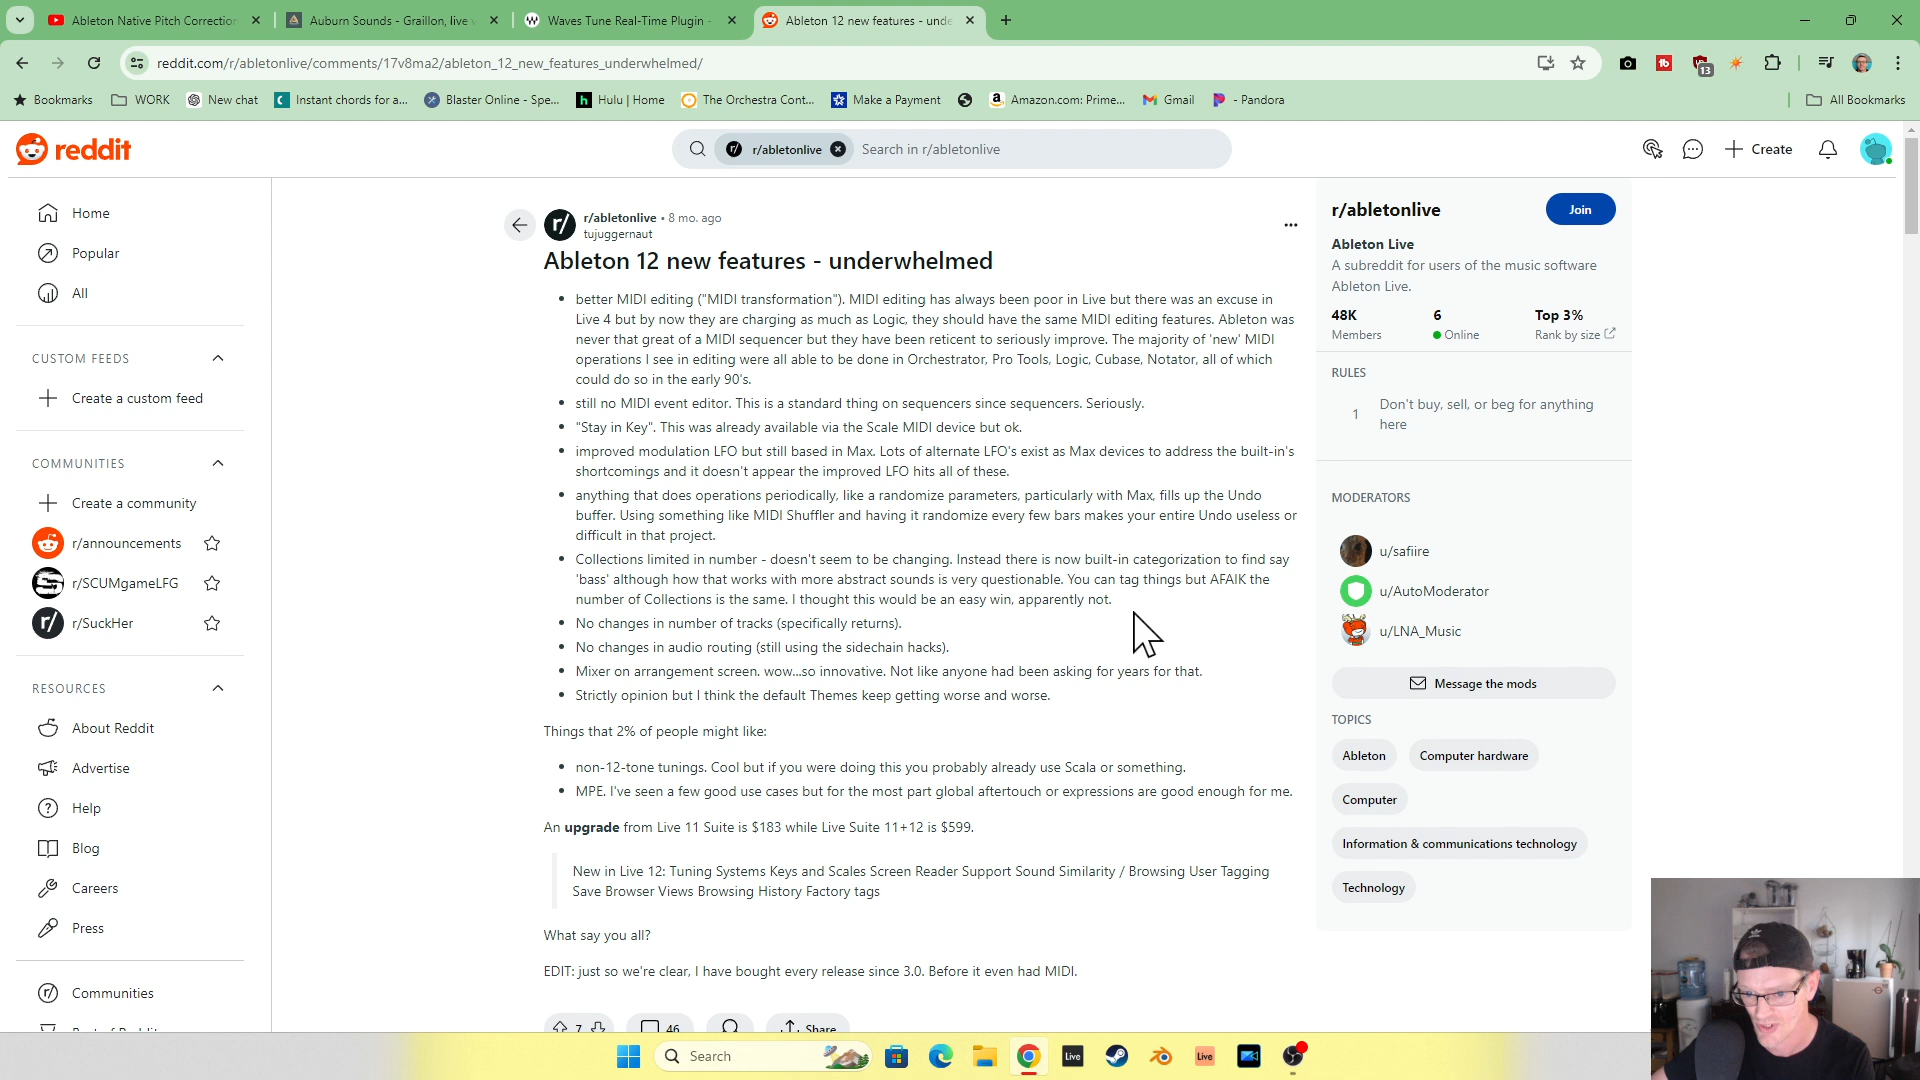 Ableton Native Pitch Correction
Auburn Sounds - Graillon, live v
Waves Tune Real-Time Plugin -
Ableton 12 new features - unde
reddit.com/r/abletonlive/comments/17v8ma2/ableton_12_new_features_underwhelmed/
13
Bookmarks
WORK
New chat
Instant chords for a...
Blaster Online - Spe...
Hulu | Home
The Orchestra Cont...
Make a Payment
Amazon.com: Prime...
Gmail
- Pandora
All Bookmarks
reddit
r/abletonlive
Search in r/abletonlive
Create
Home
Popular
All
CUSTOM FEEDS
Create a custom feed
COMMUNITIES
Create a community
r/announcements
r/SCUMgameLFG
r/SuckHer
RESOURCES
About Reddit
Advertise
Help
Blog
Careers
Press
Communities
r/abletonlive • 8 mo. ago
tujuggernaut
Ableton 12 new features - underwhelmed
• better MIDI editing ("MIDI transformation"). MIDI editing has always been poor in Live but there was an excuse in
Live 4 but by now they are charging as much as Logic, they should have the same MIDI editing features. Ableton was
never that great of a MIDI sequencer but they have been reticent to seriously improve. The majority of 'new' MIDI
operations I see in editing were all able to be done in Orchestrator, Pro Tools, Logic, Cubase, Notator, all of which
could do so in the early 90's.
• still no MIDI event editor. This is a standard thing on sequencers since sequencers. Seriously.
• "Stay in Key". This was already available via the Scale MIDI device but ok.
• improved modulation LFO but still based in Max. Lots of alternate LFO's exist as Max devices to address the built-in's
shortcomings and it doesn't appear the improved LFO hits all of these.
• anything that does operations periodically, like a randomize parameters, particularly with Max, fills up the Undo
buffer. Using something like MIDI Shuffler and having it randomize every few bars makes your entire Undo useless or
difficult in that project.
• Collections limited in number - doesn't seem to be changing. Instead there is now built-in categorization to find say
'bass' although how that works with more abstract sounds is very questionable. You can tag things but AFAIK the
number of Collections is the same. I thought this would be an easy win, apparently not.
• No changes in number of tracks (specifically returns).
• No changes in audio routing (still using the sidechain hacks).
• Mixer on arrangement screen. wow...so innovative. Not like anyone had been asking for years for that.
• Strictly opinion but I think the default Themes keep getting worse and worse.
Things that 2% of people might like:
• non-12-tone tunings. Cool but if you were doing this you probably already use Scala or something.
• MPE. I've seen a few good use cases but for the most part global aftertouch or expressions are good enough for me.
An upgrade from Live 11 Suite is $183 while Live Suite 11+12 is $599.
New in Live 12: Tuning Systems Keys and Scales Screen Reader Support Sound Similarity / Browsing User Tagging
Save Browser Views Browsing History Factory tags
What say you all?
EDIT: just so we're clear, I have bought every release since 3.0. Before it even had MIDI.
7
46
Share
r/abletonlive
Join
Ableton Live
A subreddit for users of the music software
Ableton Live.
48K
6
Top 3%
Members
Online
Rank by size
RULES
1
Don't buy, sell, or beg for anything
here
MODERATORS
u/safiire
u/AutoModerator
u/LNA_Music
Message the mods
TOPICS
Ableton
Computer hardware
Computer
Information & communications technology
Technology
Search
Live
Live